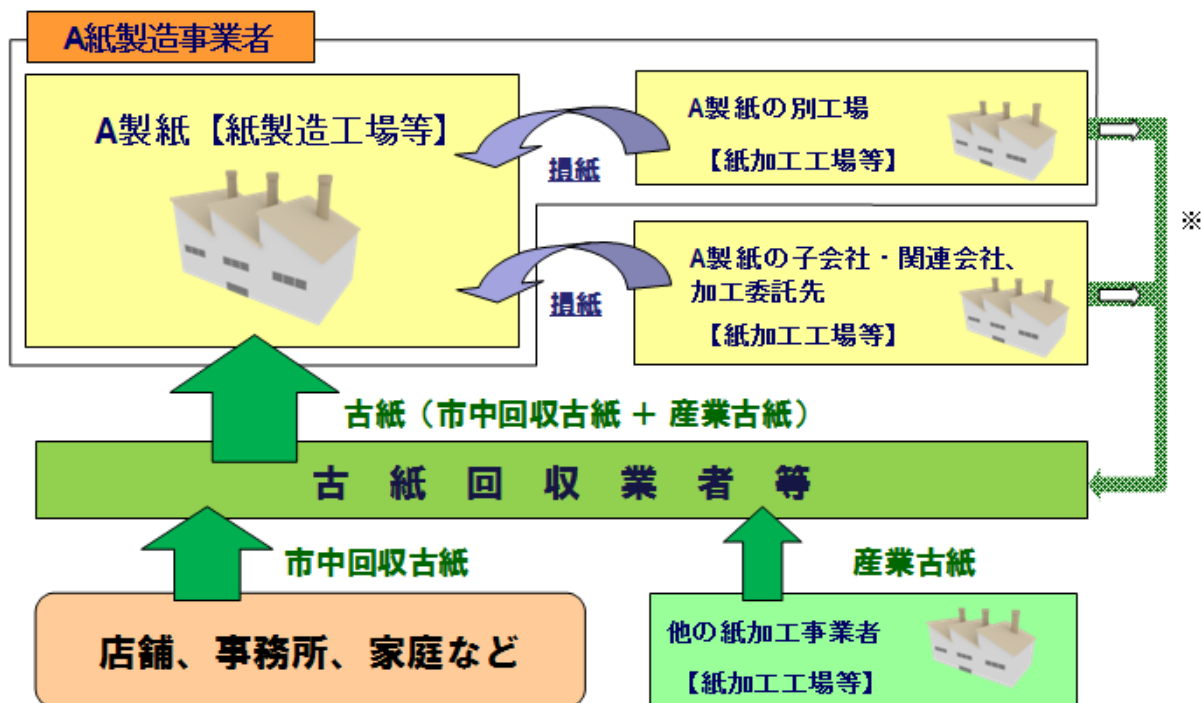 A紙製造事業者
A製紙【紙製造工場等】
A製紙の別工場
【紙加工工場等】
損紙
※
A製紙の子会社・関連会社、
加工委託先
【紙加工工場等】
損紙
古紙（市中回収古紙 + 産業古紙）
古紙回収業者等
市中回収古紙
産業古紙
店舗、事務所、家庭など
他の紙加工事業者
【紙加工工場等】